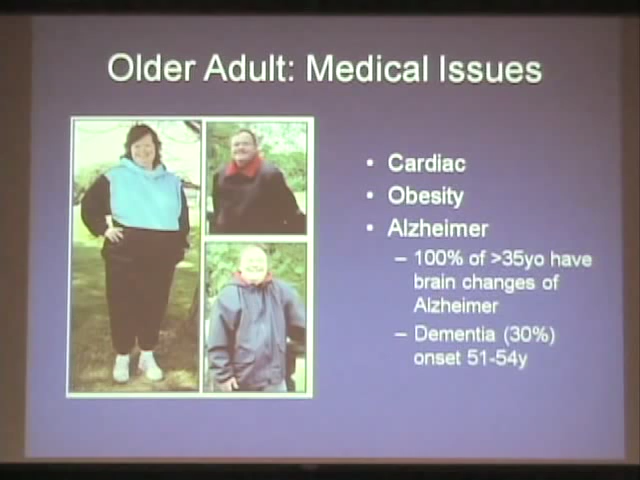 Older Adult: Medical Issues
• Cardiac
• Obesity
• Alzheimer
– 100% of >35yo have
brain changes of
Alzheimer
– Dementia (30%)
onset 51-54y